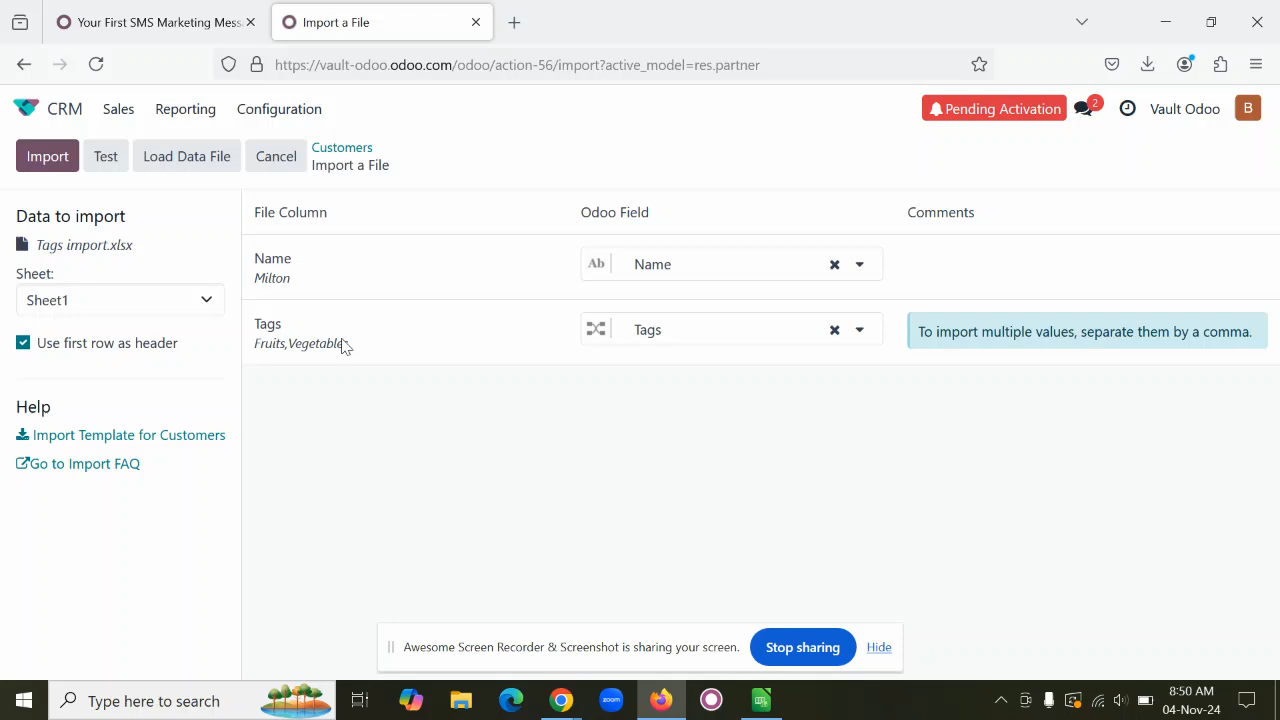 Your First SMS Marketing Mess
Import a File
https://vault-odoo.odoo.com/odoo/action-56/import?active_model=res.partner
CRM
Sales
Reporting
Configuration
Pending Activation
2
Vault Odoo
B
Import
Test
Load Data File
Cancel
Customers
Import a File
Data to import
Tags import.xlsx
Sheet:
Sheet1
Use first row as header
Help
Import Template for Customers
Go to Import FAQ
File Column
Odoo Field
Comments
Name
Milton
Ab
Name
Tags
Fruits,Vegetable
Tags
To import multiple values, separate them by a comma.
Awesome Screen Recorder & Screenshot is sharing your screen.
Stop sharing
Hide
Type here to search
zoom
8:50 AM
04-Nov-24